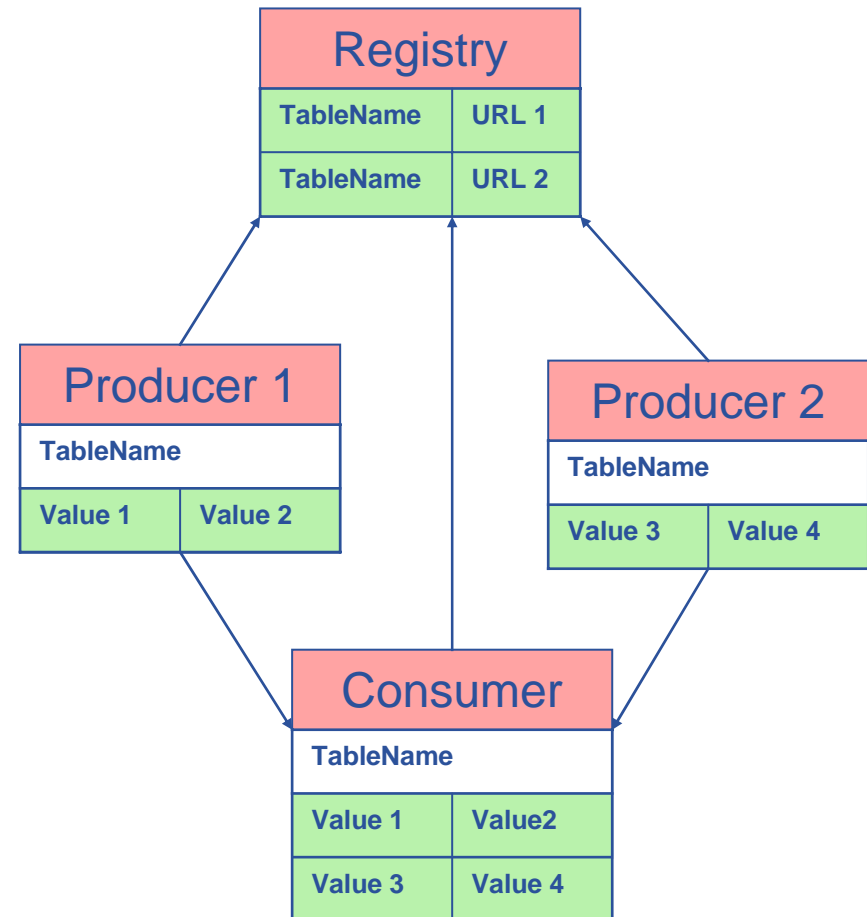 Registry
TableName URL 1
TableName URL 2
Producer 1
TableName
Value 1 Value 2
Producer 2
TableName
Value 3 Value 4
Consumer
TableName
Value 1 Value2
Value 3 Value 4